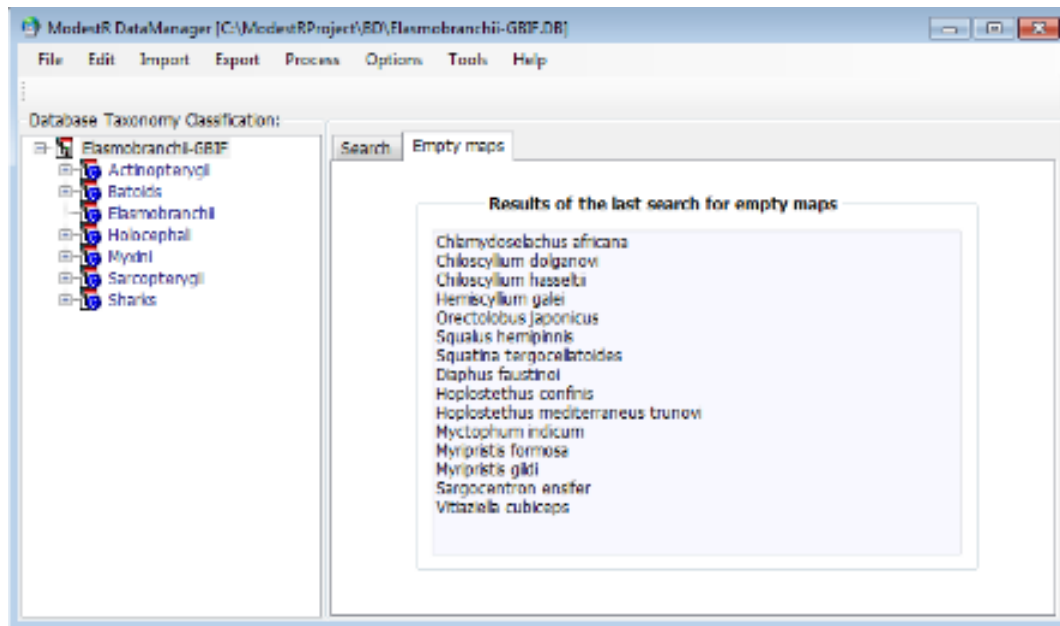 ModestR DataManager [C:\ModestRProject\BD\Elasmobranchii-GBIF.DB]
File Edit Import Export Process Options Tools Help
Database Taxonomy Classification:
Elasmobranchii-GBIF
Actinopterygii
Batoids
Elasmobranchii
Holocephali
Myxini
Sarcopterygii
Sharks
Search Empty maps
Results of the last search for empty maps
Chlamydoselachus africana
Chiloscyllium dolganovi
Chiloscyllium hasseltii
Hemiscyllium galei
Orectolobus japonicus
Squalus hemipinnis
Squatina tergocellatoides
Diaphus faustinoi
Hoplostethus confinis
Hoplostethus mediterraneus trunovi
Myctophum indicum
Myripristis formosa
Myripristis gildi
Sargocentron ensifer
Vitiaziella cubiceps